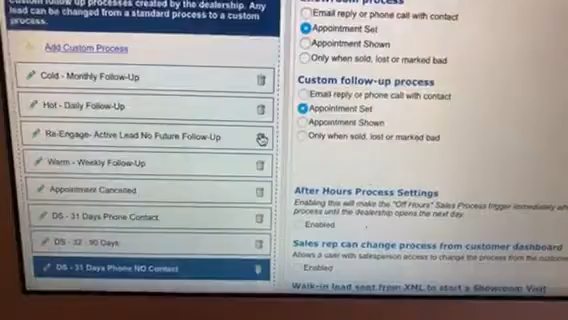 Custom follow up processes created by the dealership. Any
lead can be changed from a standard process to a custom
process.
Add Custom Process
Cold - Monthly Follow-Up
Hot - Daily Follow-Up
Re-Engage- Active Lead No Future Follow-Up
Warm - Weekly Follow-Up
Appointment Cancelled
DS - 31 Days Phone Contact
DS - 32 - 90 Days
DS - 31 Days Phone NO Contact
Showroom process
Email reply or phone call with contact
Appointment Set
Appointment Shown
Only when sold, lost or marked bad
Custom follow-up process
Email reply or phone call with contact
Appointment Set
Appointment Shown
Only when sold, lost or marked bad
After Hours Process Settings
Enabling this will make the "Off Hours" Sales Process trigger immediately
process until the dealership opens the next day.
Enabled
Sales rep can change process from customer dashboard
Allows a user with salesperson access to change the process from the
Enabled
Walk-in lead sent from XML to start a Showroom Visit